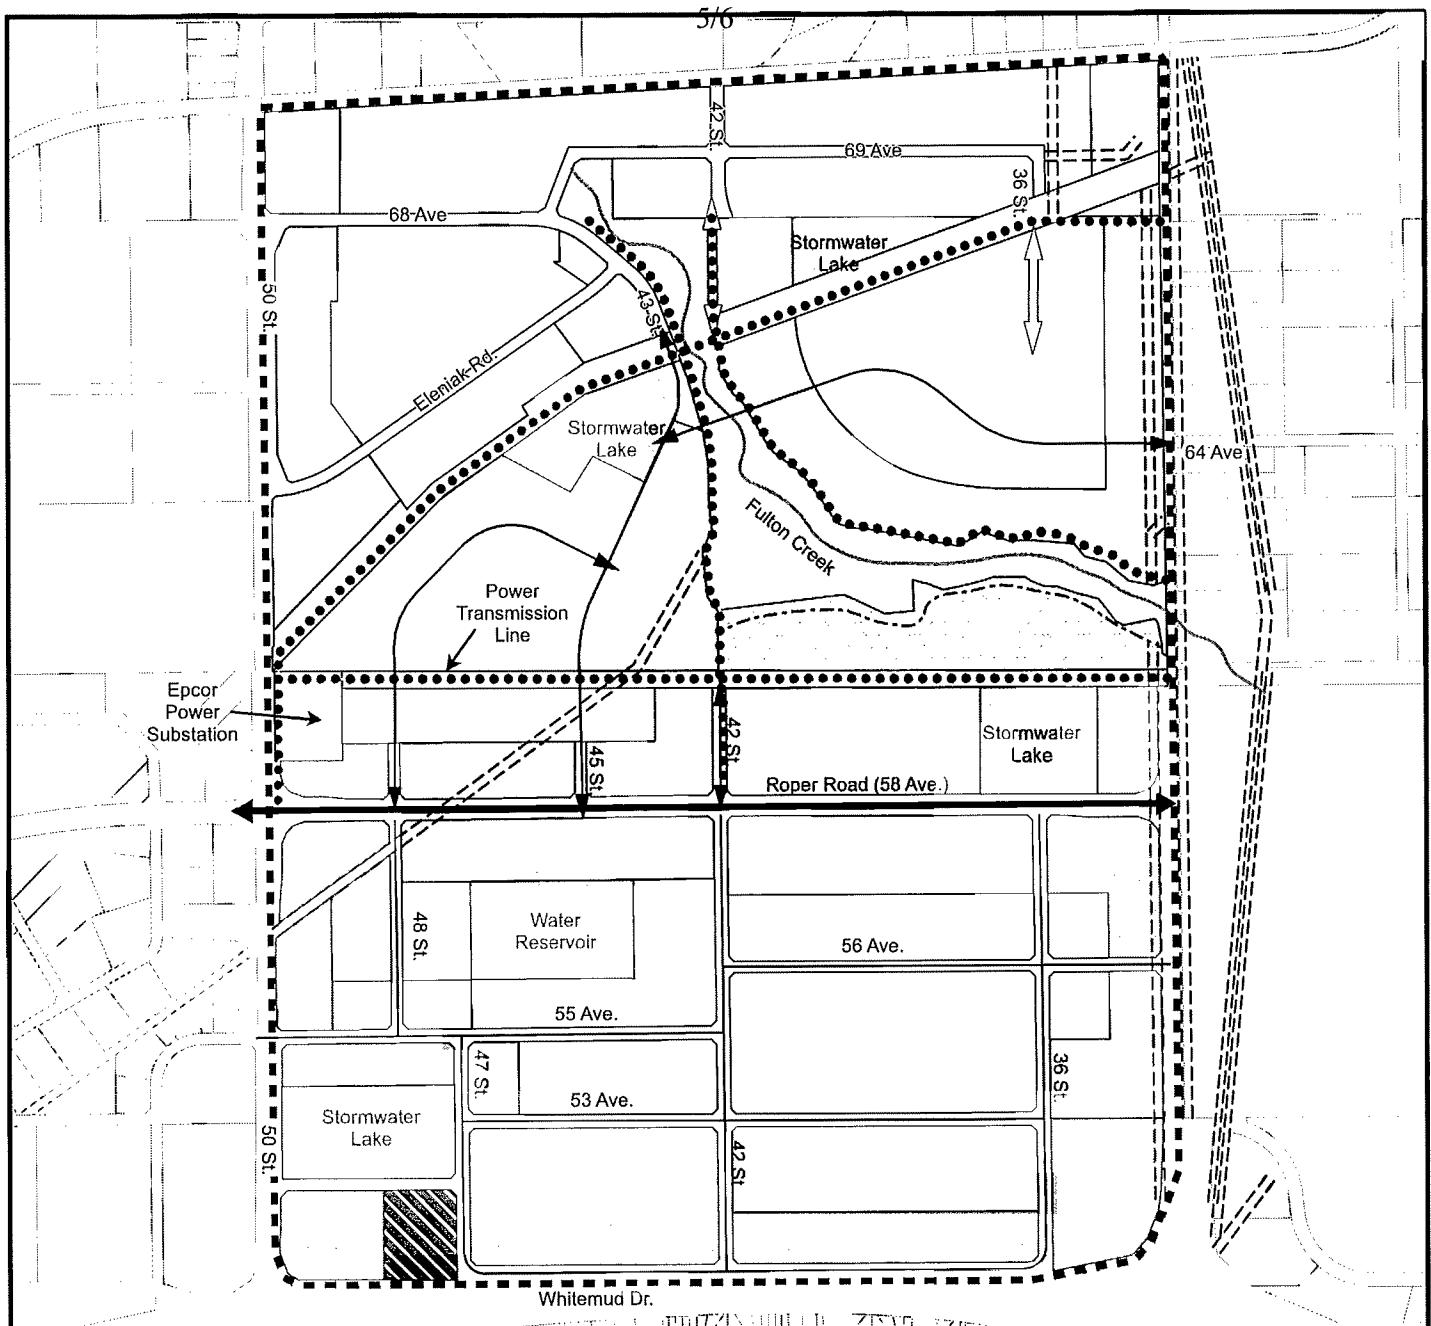 5/6
42 St.
69 Ave
36 St.
68 Ave
Stormwater
Lake
50 St.
43 St.
Eleniak Rd.
Stormwater
Lake
64 Ave
Fulton Creek
Power
Transmission
Line
Epcor
Power
Substation
42 St.
Stormwater
Lake
45 St.
Roper Road (58 Ave.)
48 St.
Water
Reservoir
56 Ave.
55 Ave.
47 St.
36 St.
53 Ave.
Stormwater
Lake
50 St.
42 St
Whitemud Dr.